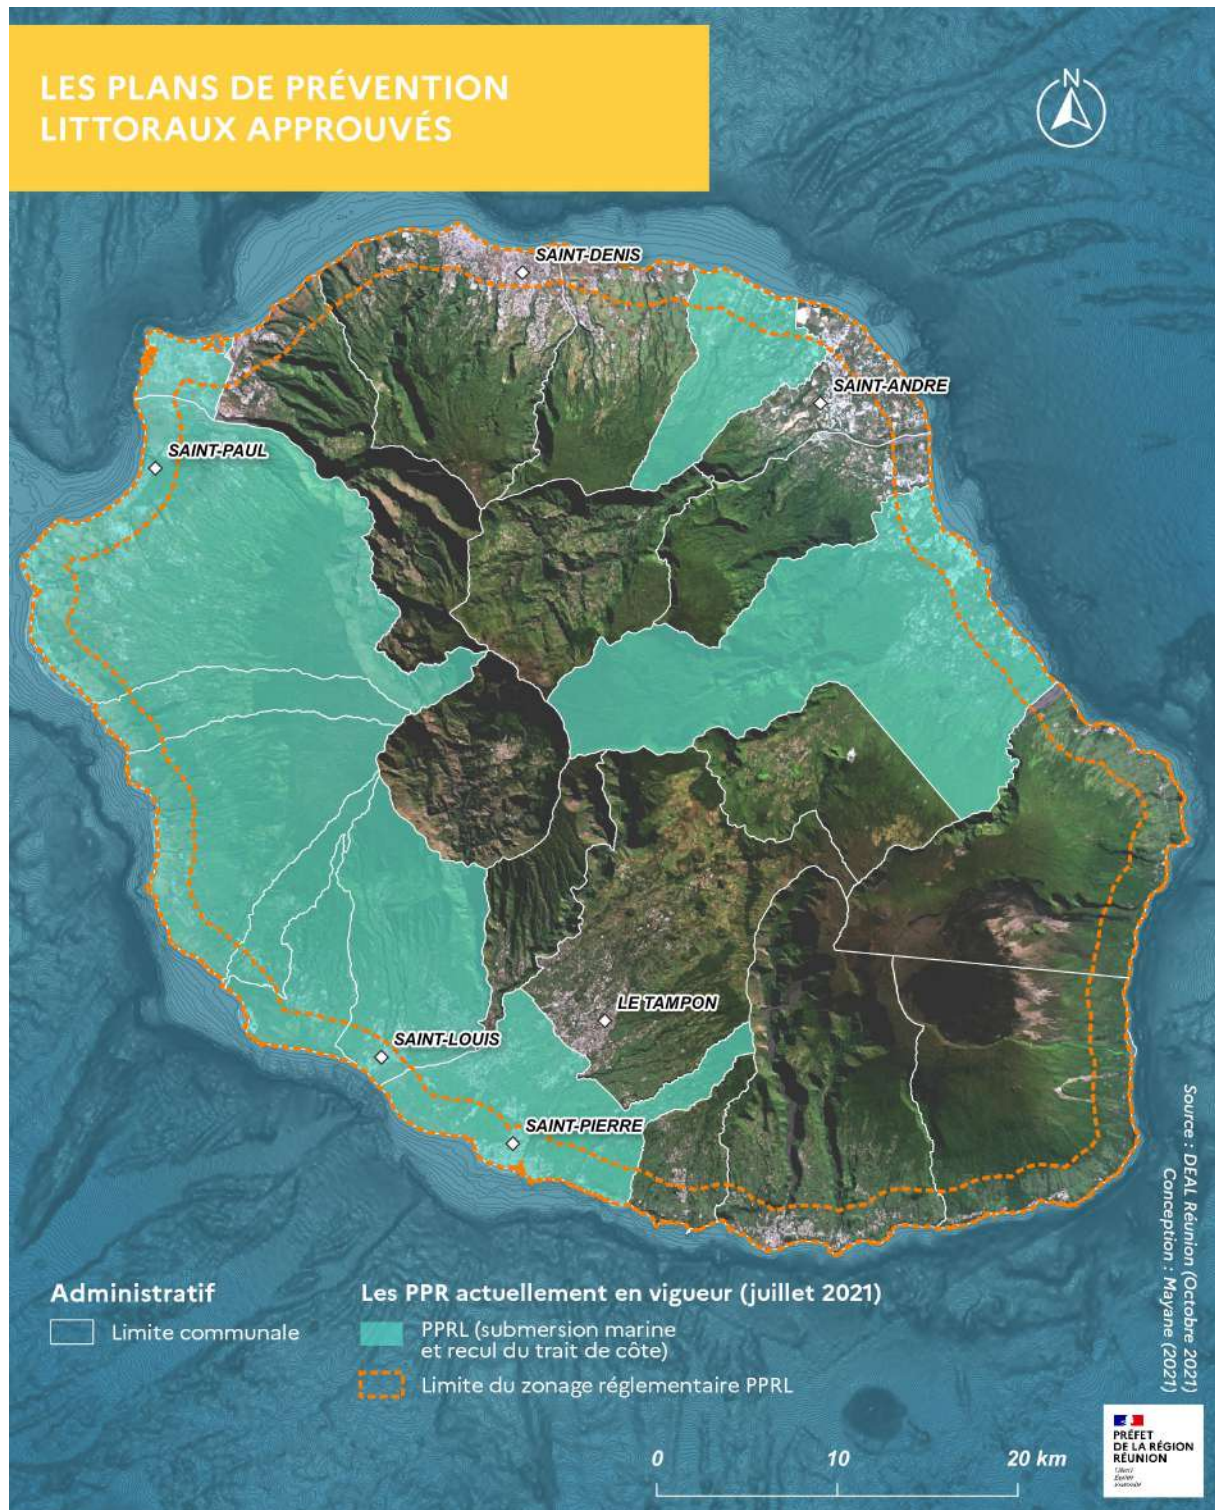 LES PLANS DE PRÉVENTION
LITTORAUX APPROUVÉS
N
SAINT-DENIS
SAINT-ANDRE
SAINT-PAUL
LE TAMPON
SAINT-LOUIS
SAINT-PIERRE
Source : DEAL Réunion (Octobre 2021)
Conception : Mayane (2021)
Administratif
Limite communale
Les PPR actuellement en vigueur (juillet 2021)
PPRL (submersion marine
et recul du trait de côte)
Limite du zonage réglementaire PPRL
0 10 20 km
PRÉFET
DE LA RÉGION
RÉUNION